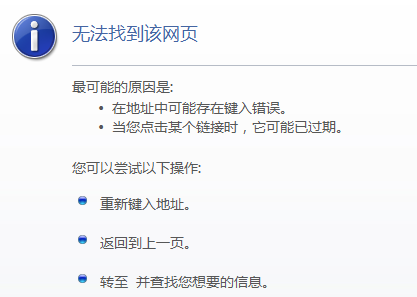 无法找到该网页
最可能的原因是:
• 在地址中可能存在键入错误。
• 当您点击某个链接时，它可能已过期。
您可以尝试以下操作:
重新键入地址。
返回到上一页。
转至 并查找您想要的信息。